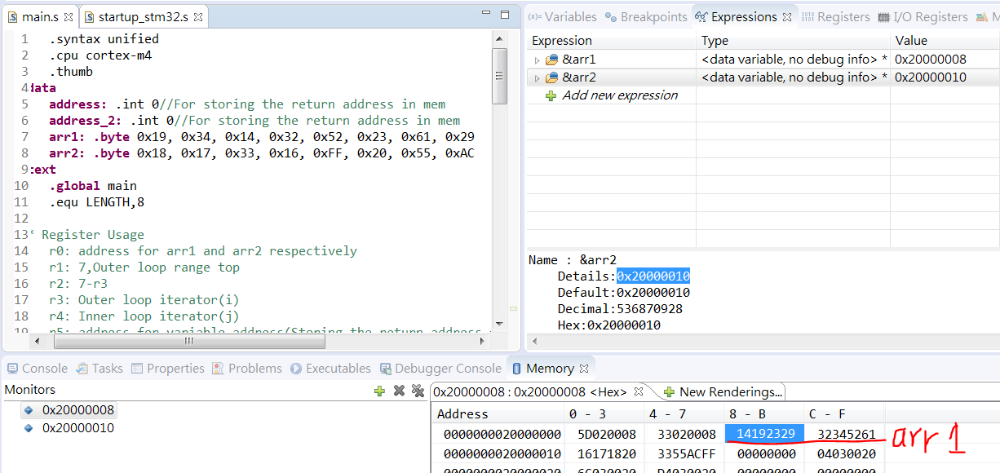 main.s startup_stm32.s
1 .syntax unified
2 .cpu cortex-m4
3 .thumb
4 data
5 address: .int 0//For storing the return address in mem
6 address_2: .int 0//For storing the return address in mem
7 arr1: .byte 0x19, 0x34, 0x14, 0x32, 0x52, 0x23, 0x61, 0x29
8 arr2: .byte 0x18, 0x17, 0x33, 0x16, 0xFF, 0x20, 0x55, 0xAC
9 text
10 .global main
11 .equ LENGTH,8
12
13 * Register Usage
14 r0: address for arr1 and arr2 respectively
15 r1: 7,Outer loop range top
16 r2: 7-r3
17 r3: Outer loop iterator(i)
18 r4: Inner loop iterator(j)
19 r5: address for variable address(Storing the return address
(x)= Variables Breakpoints Expressions Registers I/O Registers M
Expression Type Value
&arr1 <data variable, no debug info> * 0x20000008
&arr2 <data variable, no debug info> * 0x20000010
Add new expression
Name : &arr2
Details:0x20000010
Default:0x20000010
Decimal:536870928
Hex:0x20000010
Console Tasks Properties Problems Executables Debugger Console Memory
Monitors
0x20000008
0x20000010
0x20000008 : 0x20000008 <Hex> New Renderings...
Address 0 - 3 4 - 7 8 - B C - F
0000000020000000 5D020008 33020008 14192329 32345261
arr 1
0000000020000010 16171820 3355ACFF 00000000 04030020
0000000020000020 6C030020 D4030020 00000000 00000000